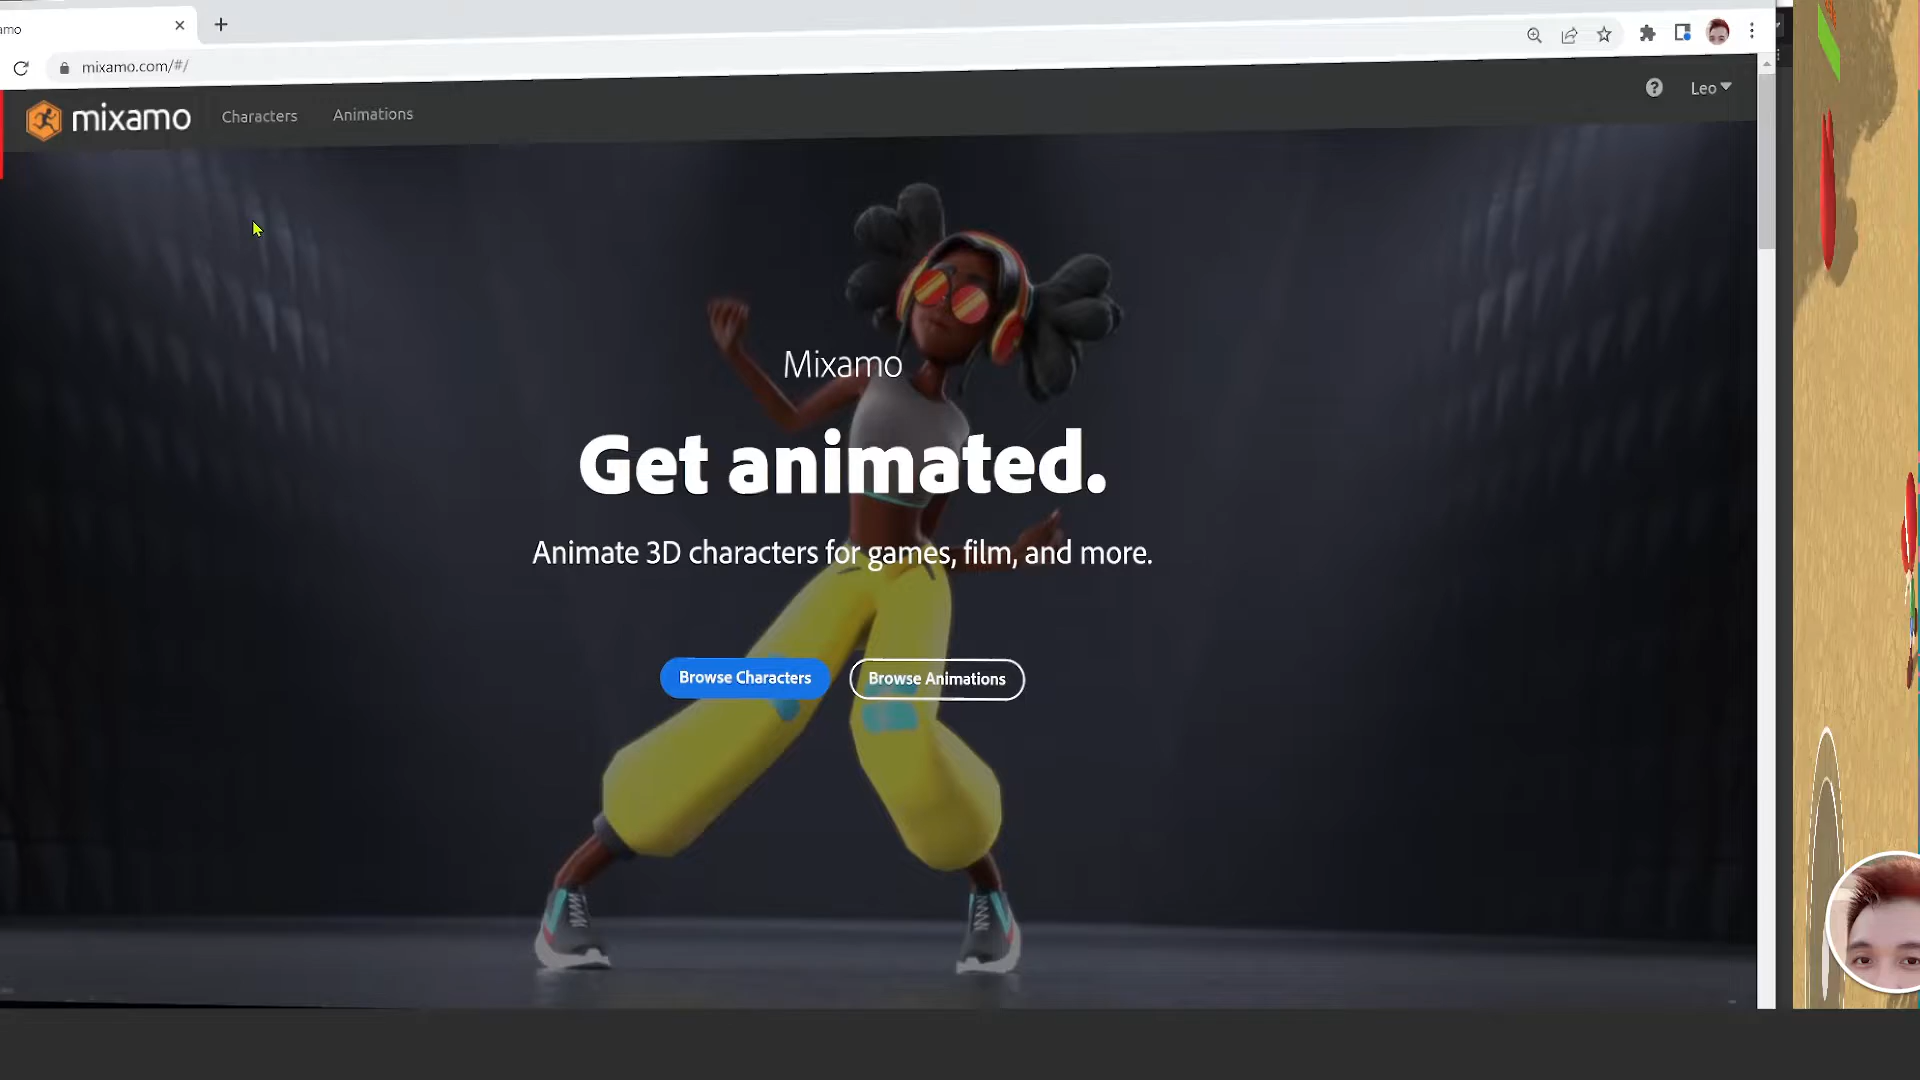 amo
mixamo.com/#/
mixamo
Characters
Animations
Leo
Mixamo
Get animated.
Animate 3D characters for games, film, and more.
Browse Characters
Browse Animations